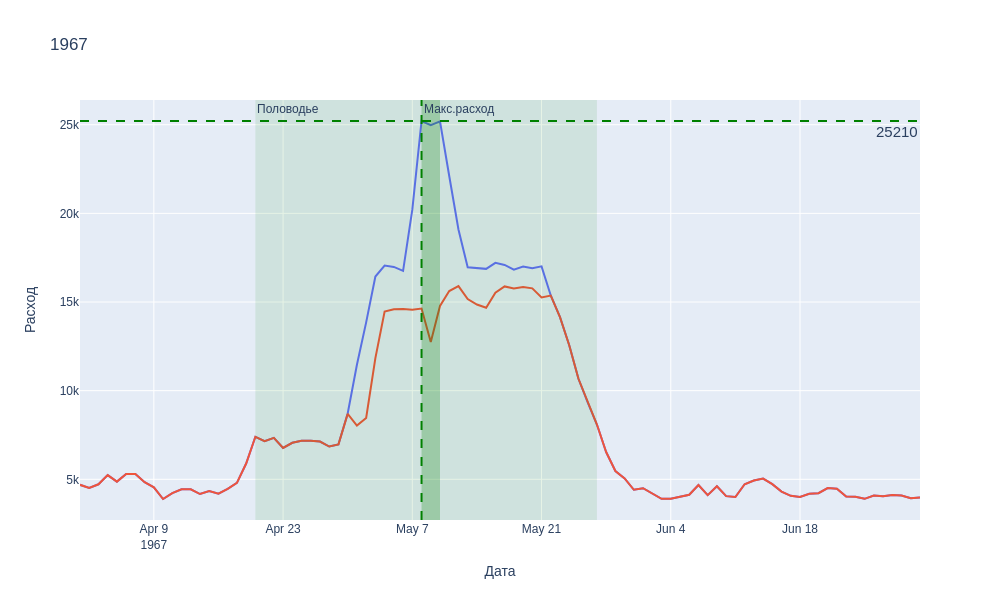 1967
Половодье
Макс.расход
25k
25210
20k
15k
10k
5k
Расход
Apr 9
1967
Apr 23
May 7
May 21
Jun 4
Jun 18
Дата